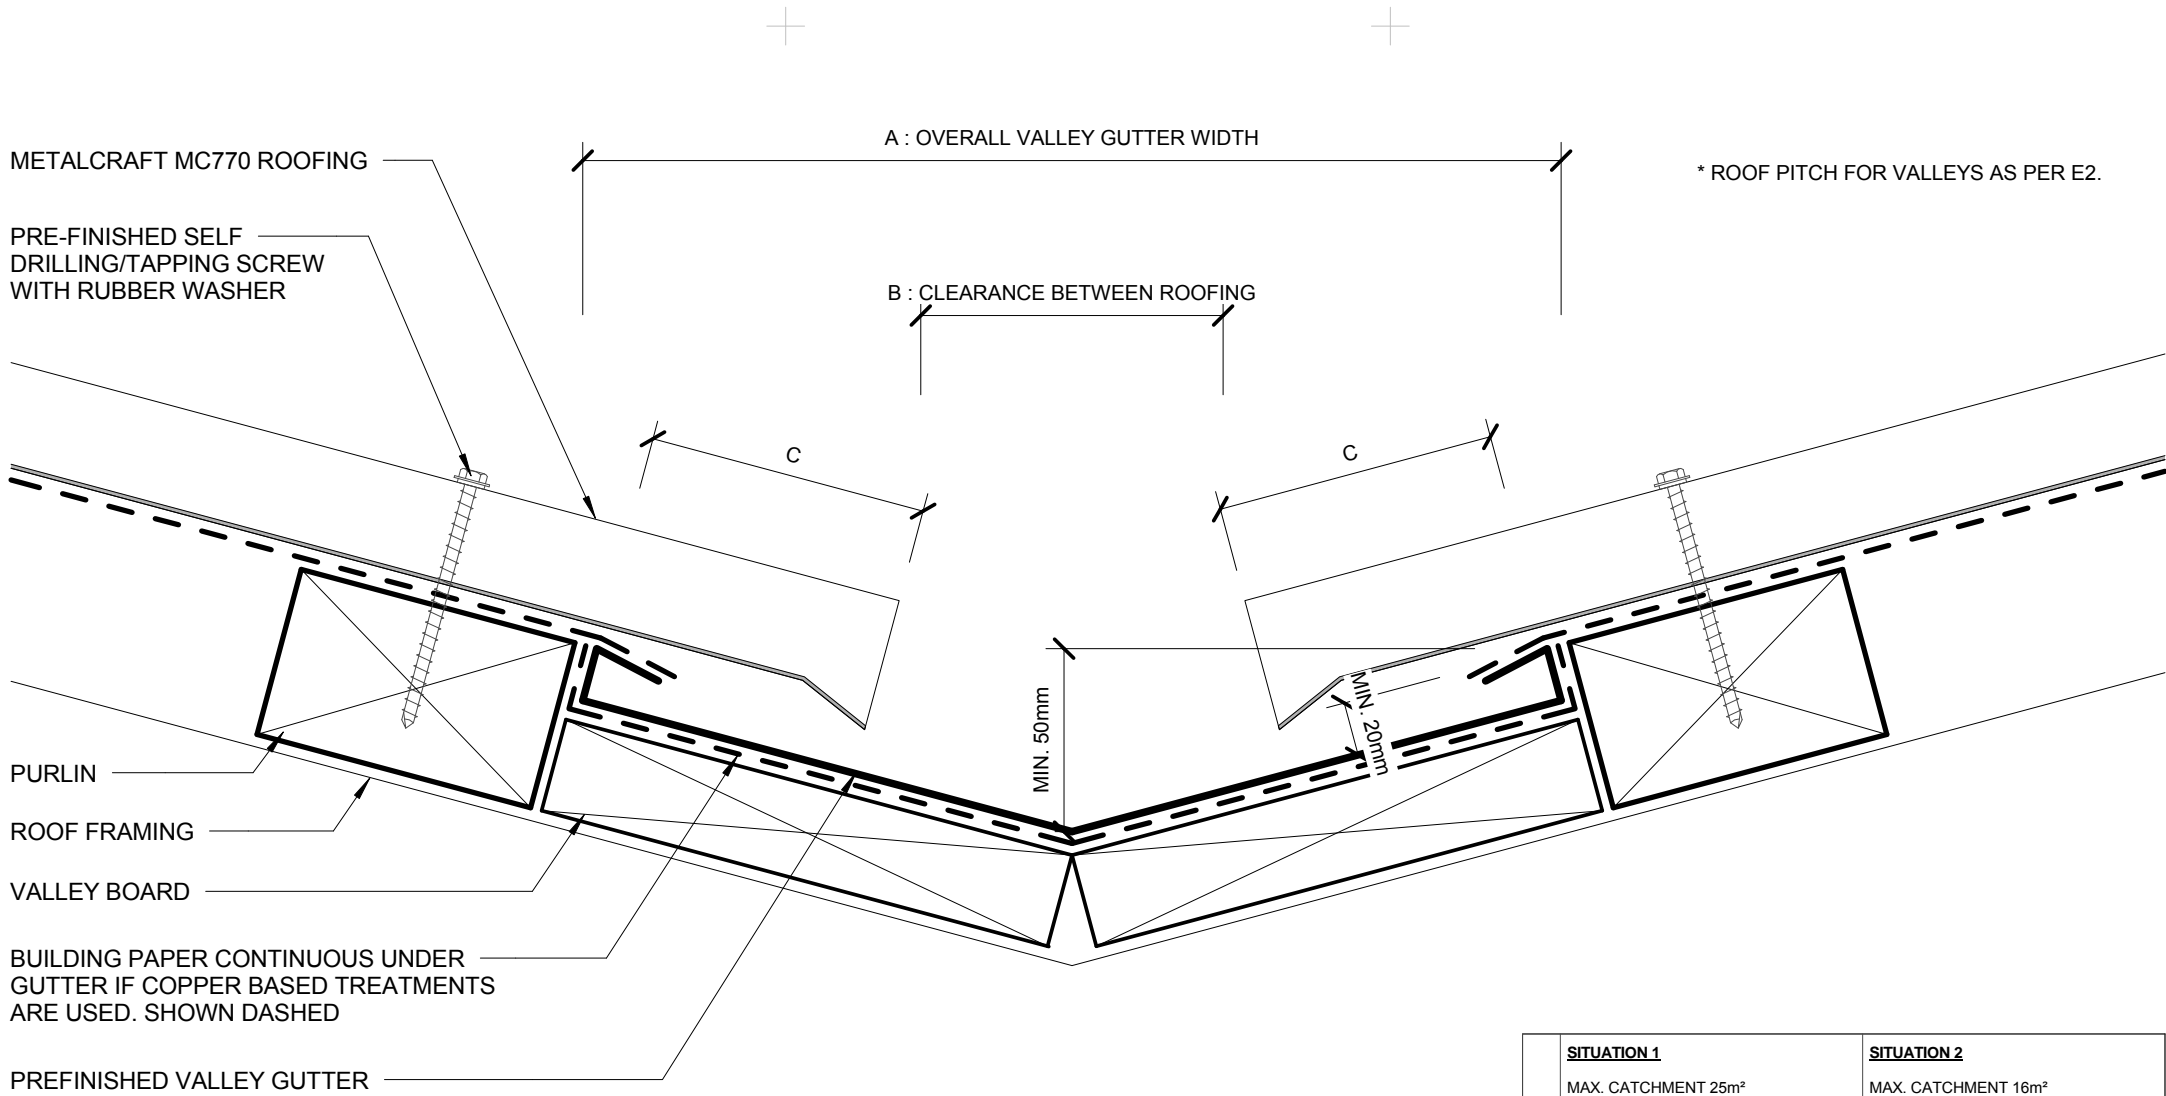 A : OVERALL VALLEY GUTTER WIDTH
METALCRAFT MC770 ROOFING
* ROOF PITCH FOR VALLEYS AS PER E2.
PRE-FINISHED SELF
DRILLING/TAPPING SCREW
WITH RUBBER WASHER
B : CLEARANCE BETWEEN ROOFING
C
C
MIN. 50mm
MIN. 20mm
PURLIN
ROOF FRAMING
VALLEY BOARD
BUILDING PAPER CONTINUOUS UNDER
GUTTER IF COPPER BASED TREATMENTS
ARE USED. SHOWN DASHED
PREFINISHED VALLEY GUTTER
SITUATION 1
SITUATION 2
MAX. CATCHMENT 25m²
MAX. CATCHMENT 16m²